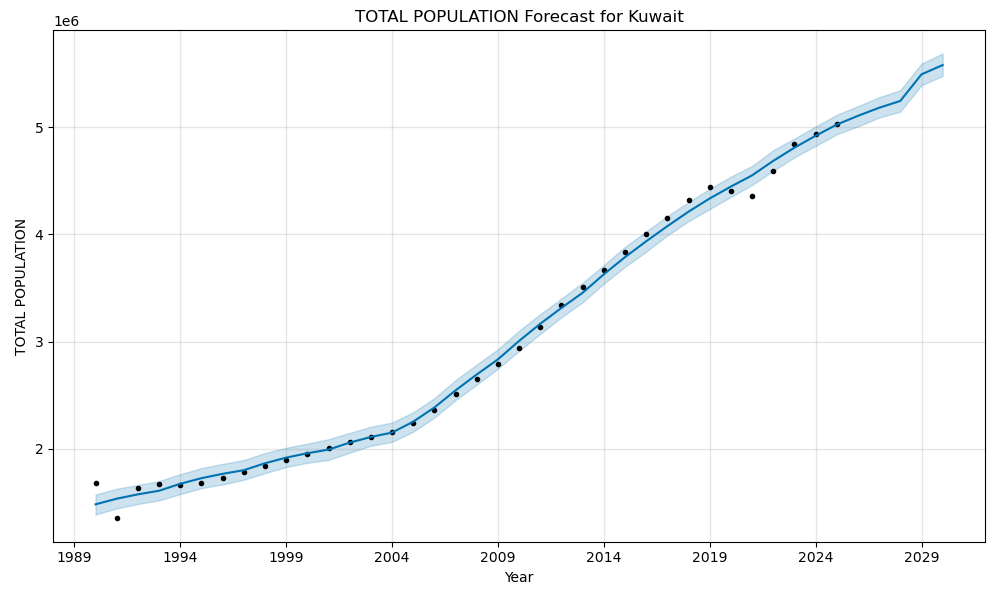 TOTAL POPULATION Forecast for Kuwait
1e6
5
4
3
2
TOTAL POPULATION
1989 1994 1999 2004 2009 2014 2019 2024 2029
Year